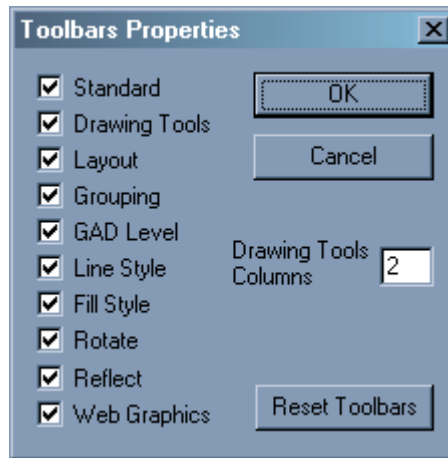 Toolbars Properties
Standard
Drawing Tools
Layout
Grouping
GAD Level
Line Style
Fill Style
Rotate
Reflect
Web Graphics
OK
Cancel
Drawing Tools
Columns
2
Reset Toolbars